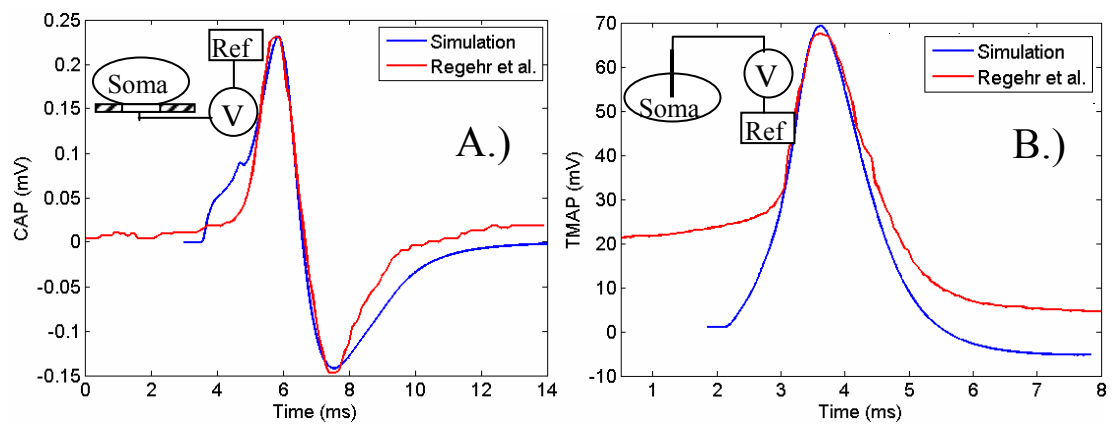 0.25
0.2
0.15
0.1
0.05
0
-0.05
-0.1
-0.15
CAP (mV)
0 2 4 6 8 10 12 14
Time (ms)
Simulation
Regehr et al.
Ref
Soma
V
A.)
70
60
50
40
30
20
10
0
-10
TMAP (mV)
1 2 3 4 5 6 7 8
Time (ms)
Simulation
Regehr et al.
V
Soma
Ref
B.)